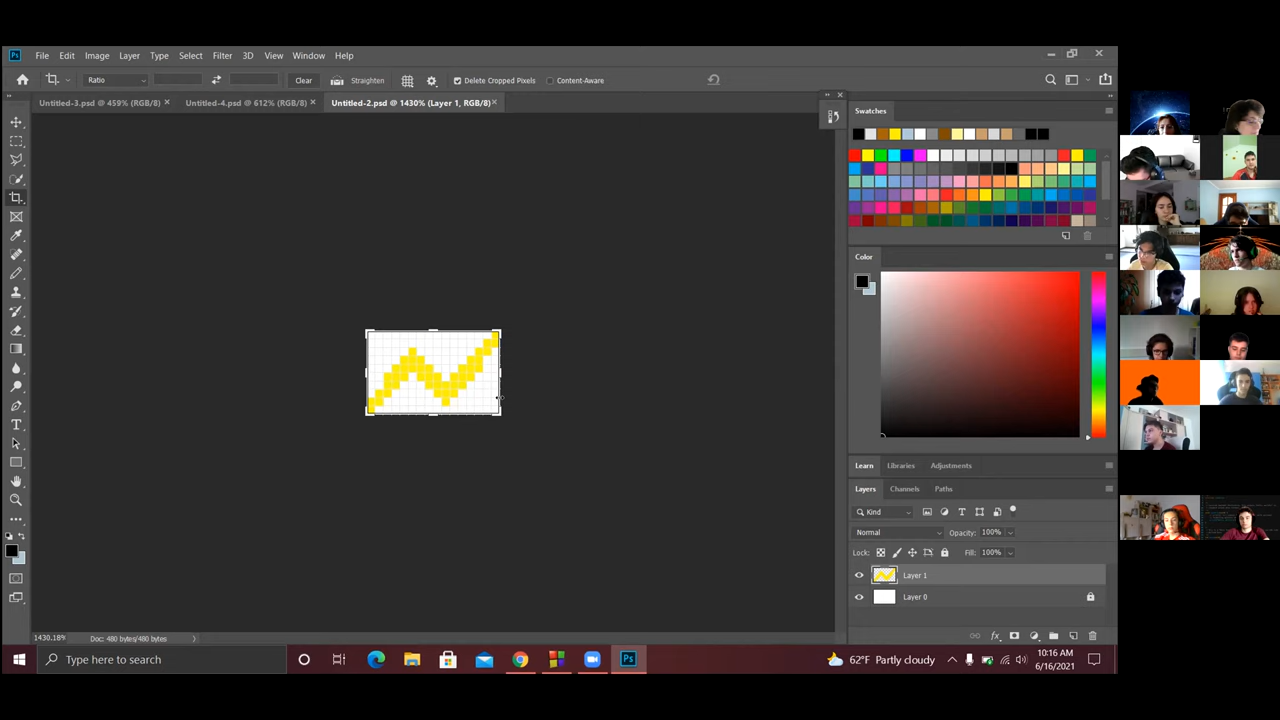 Ps File Edit Image Layer Type Select Filter 3D View Window Help
Ratio Clear Straighten Delete Cropped Pixels Content-Aware
Untitled-3.psd @ 459% (RGB/8) × Untitled-4.psd @ 612% (RGB/8) × Untitled-2.psd @ 1430% (Layer 1, RGB/8) ×
Swatches
Color
Learn Libraries Adjustments
Layers Channels Paths
Kind
Normal Opacity: 100%
Lock: Fill: 100%
Layer 1
Layer 0
fx
1430.18% Doc: 480 bytes/480 bytes
Type here to search
Ps
62°F Partly cloudy
10:16 AM
6/16/2021